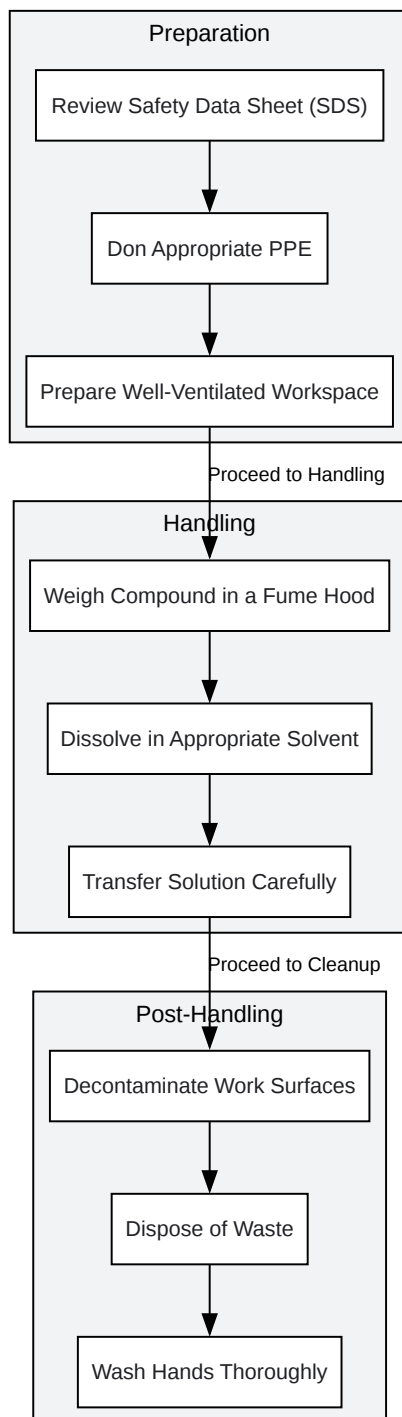 Preparation
Review Safety Data Sheet (SDS)
Don Appropriate PPE
Prepare Well-Ventilated Workspace
Proceed to Handling
Handling
Weigh Compound in a Fume Hood
Dissolve in Appropriate Solvent
Transfer Solution Carefully
Proceed to Cleanup
Post-Handling
Decontaminate Work Surfaces
Dispose of Waste
Wash Hands Thoroughly